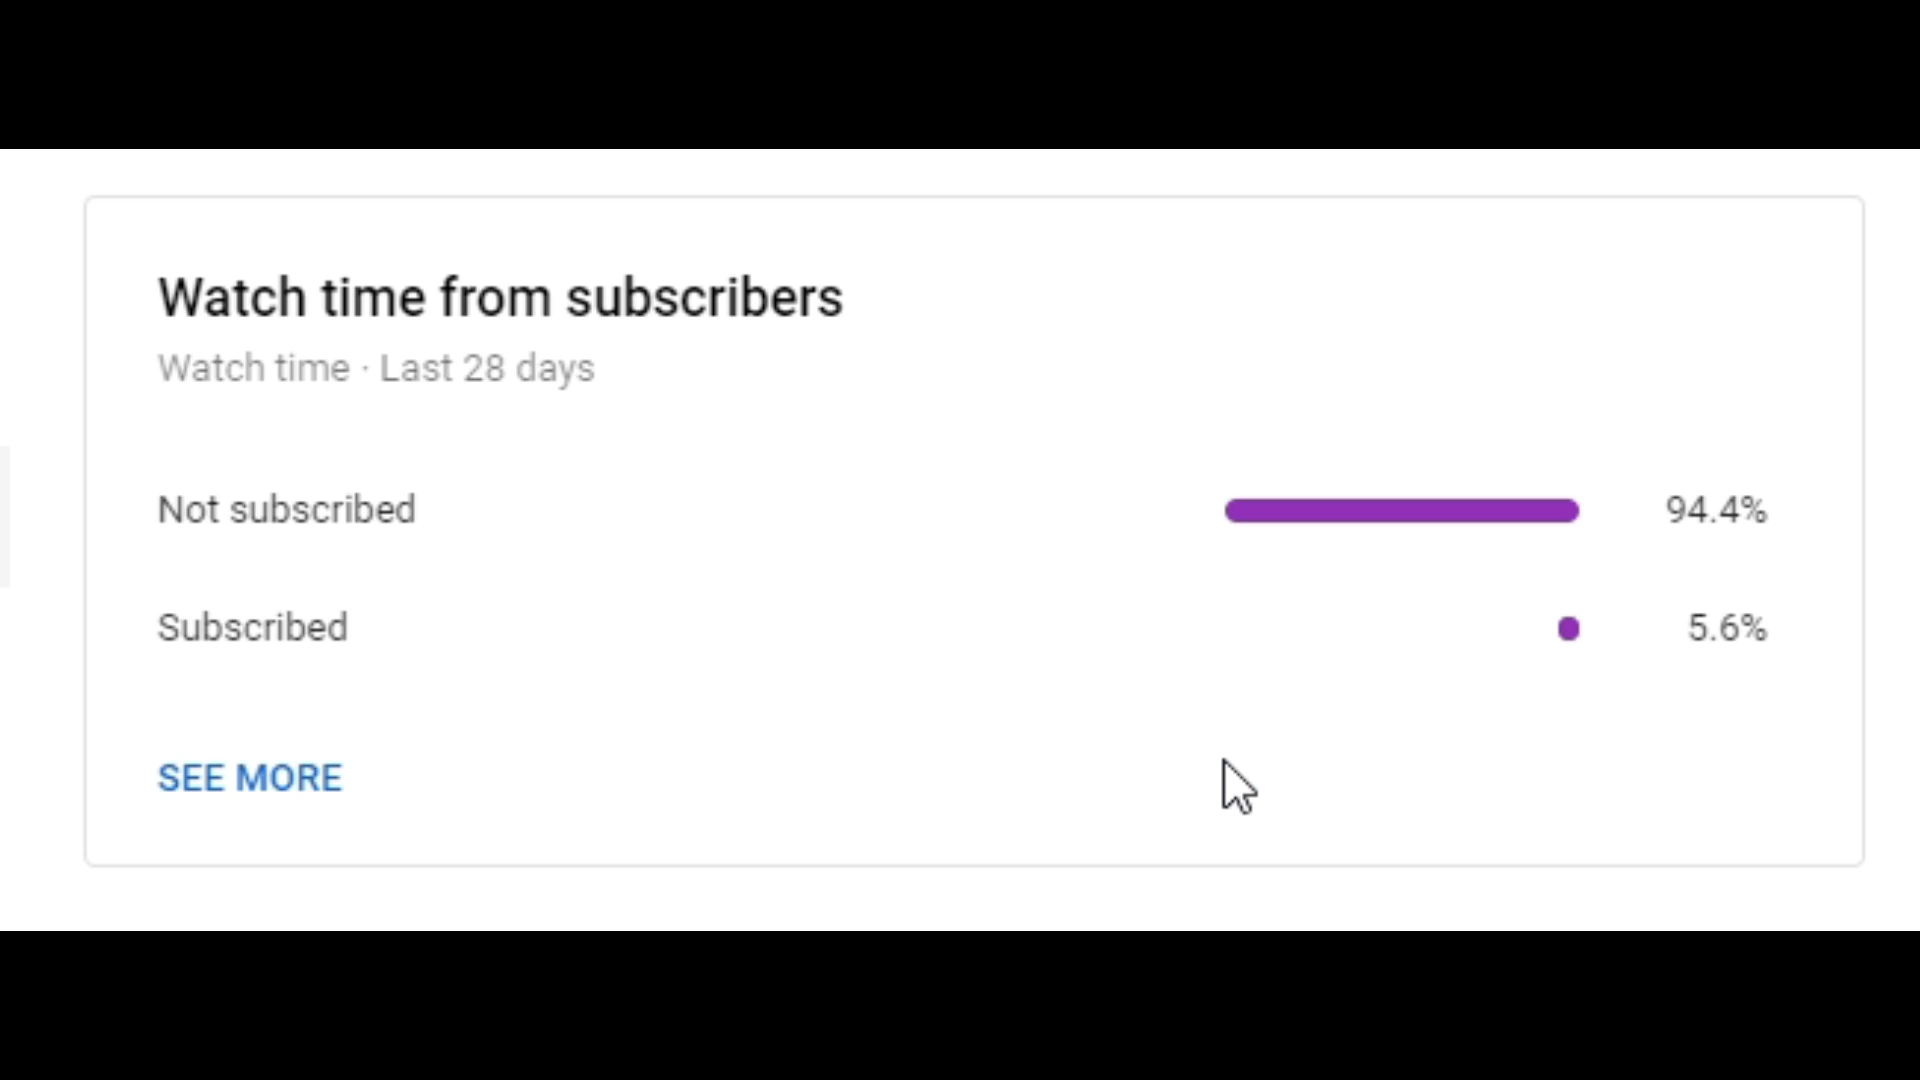 Watch time from subscribers
Watch time · Last 28 days
Not subscribed 94.4%
Subscribed 5.6%
SEE MORE